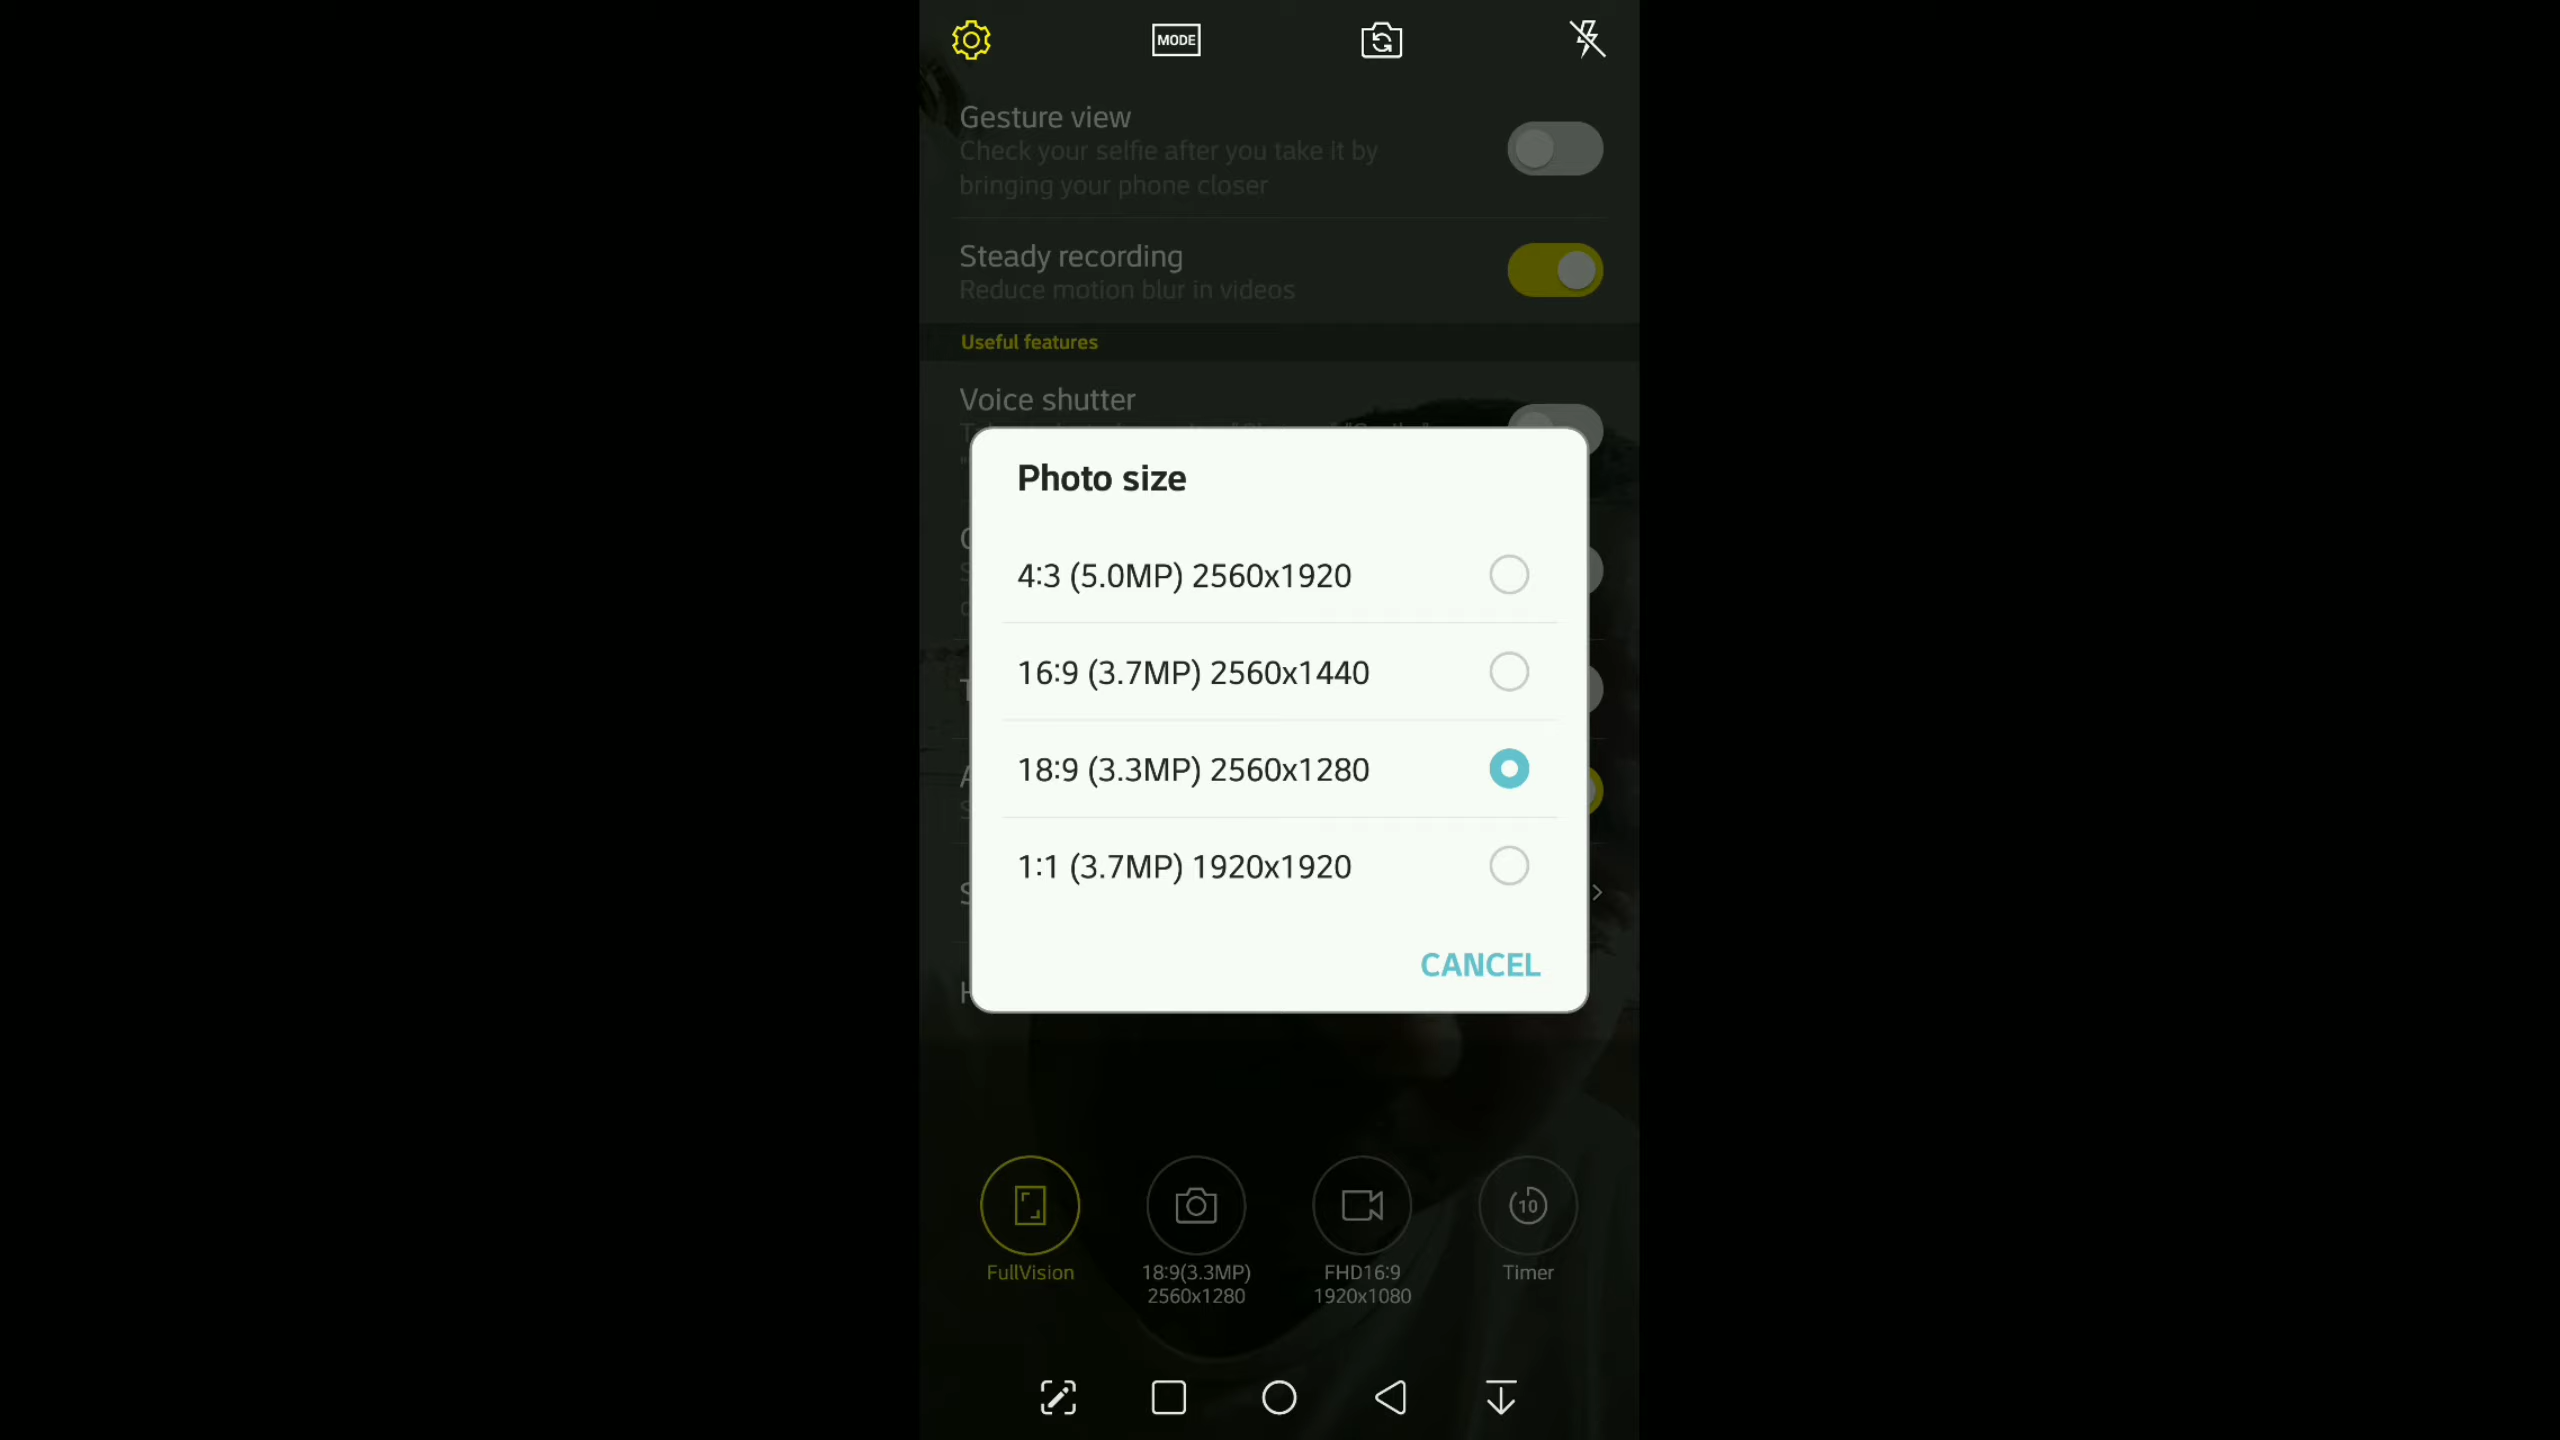 MODE
Gesture view
Check your selfie after you take it by
bringing your phone closer
Steady recording
Reduce motion blur in videos
Useful features
Voice shutter
Photo size
4:3 (5.0MP) 2560x1920
16:9 (3.7MP) 2560x1440
18:9 (3.3MP) 2560x1280
1:1 (3.7MP) 1920x1920
CANCEL
10
FullVision
18:9(3.3MP)
2560x1280
FHD16:9
1920x1080
Timer